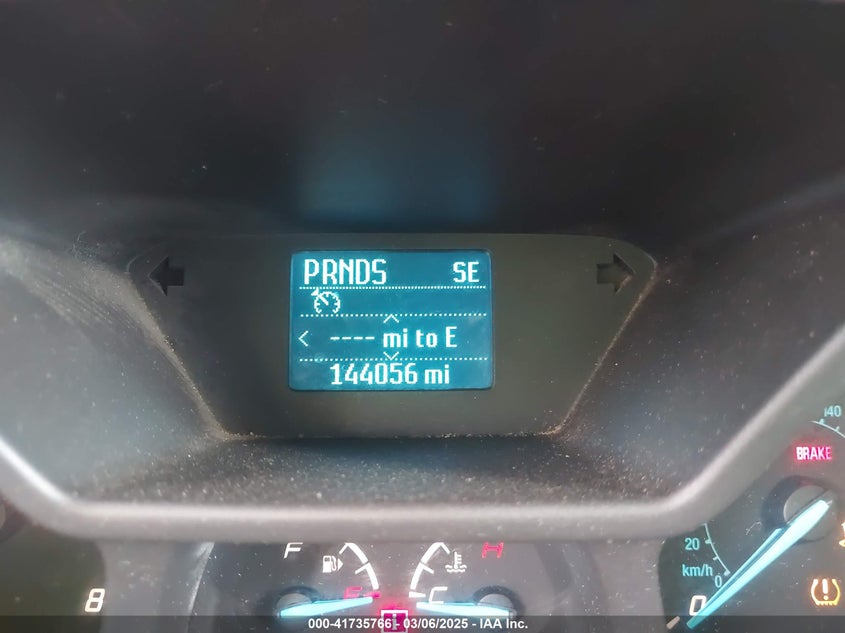 PRNDS SE
< ---- mi to E
144056 mi
140
BRAKE
F H
20
km/h
0
8 E C 0
000-41735766 - 03/06/2025 - IAA Inc.